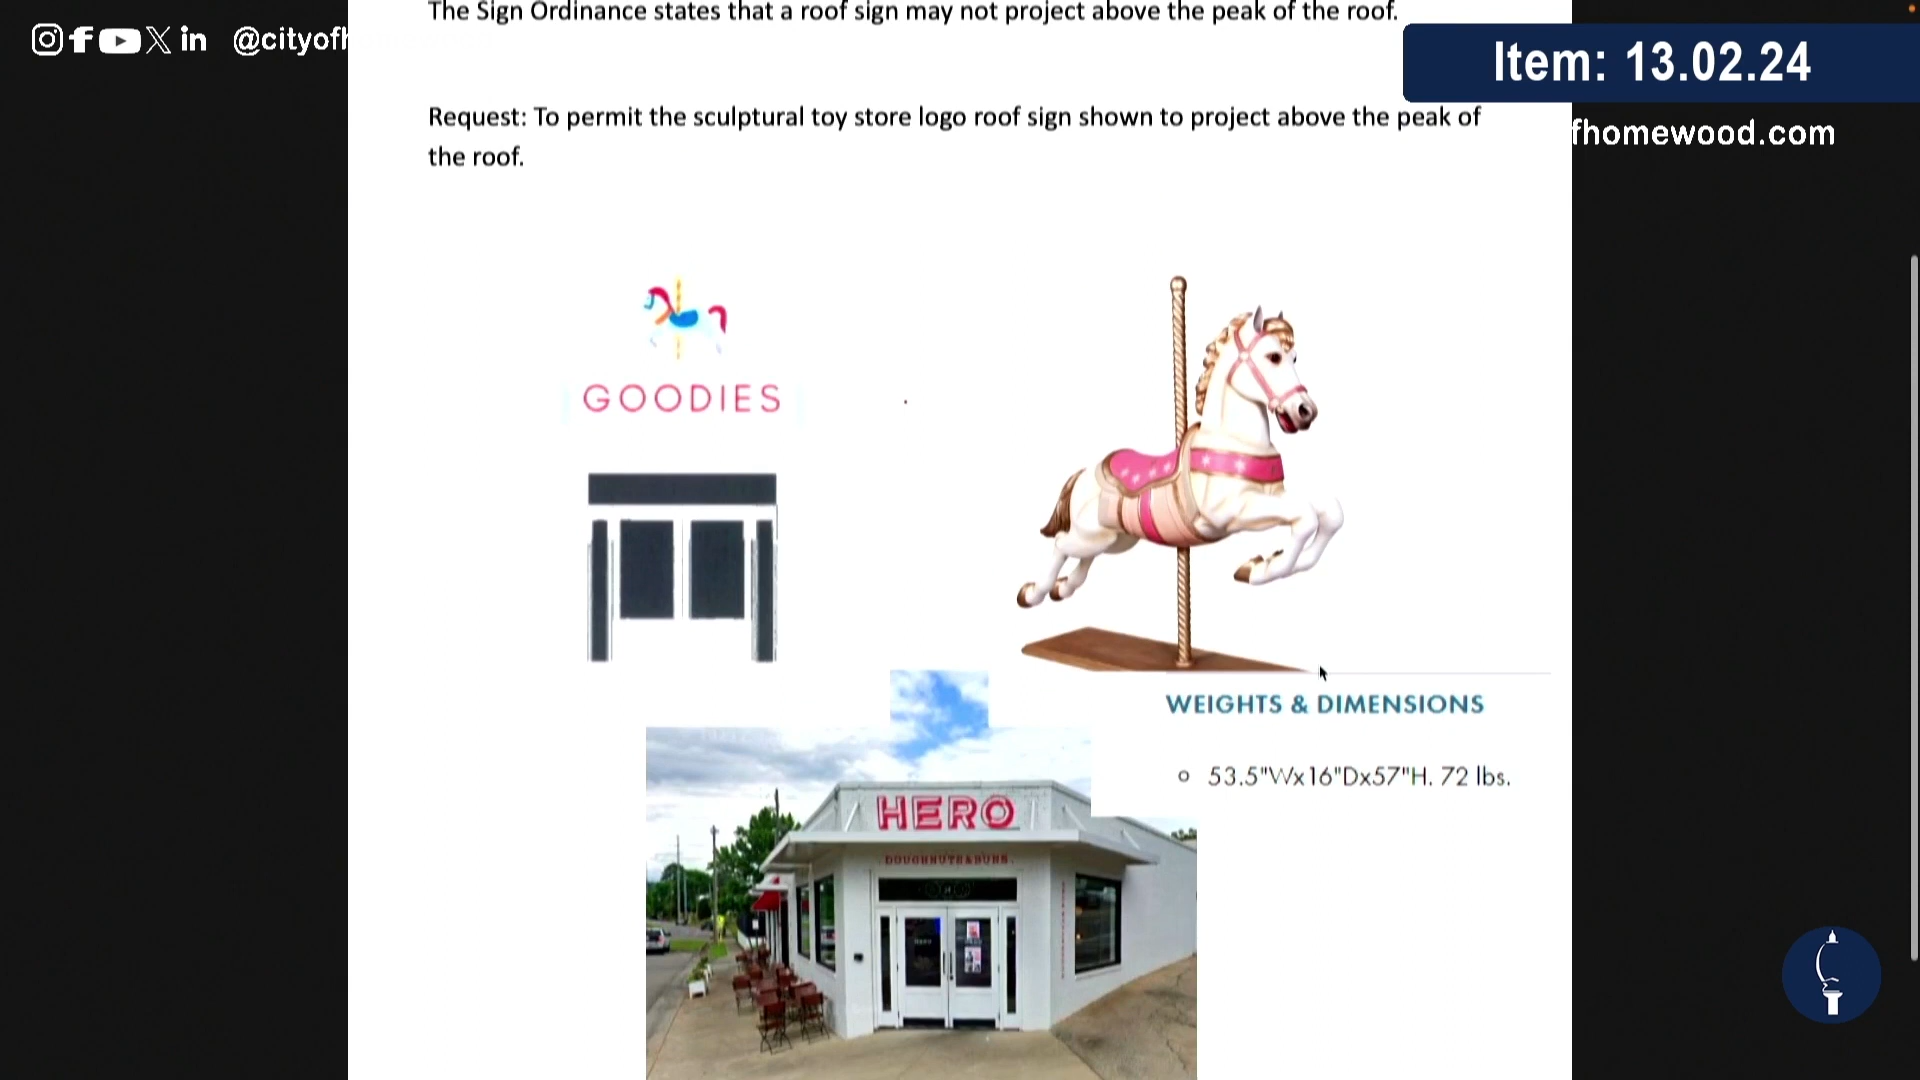 The Sign Ordinance states that a roof sign may not project above the peak of the roof.
@cityofh
Item: 13.02.24
Request: To permit the sculptural toy store logo roof sign shown to project above the peak of
the roof.
fhomewood.com
GOODIES
WEIGHTS & DIMENSIONS
53.5"Wx16"Dx57"H. 72 lbs.
HERO
DOUGHNUTS & BUNS